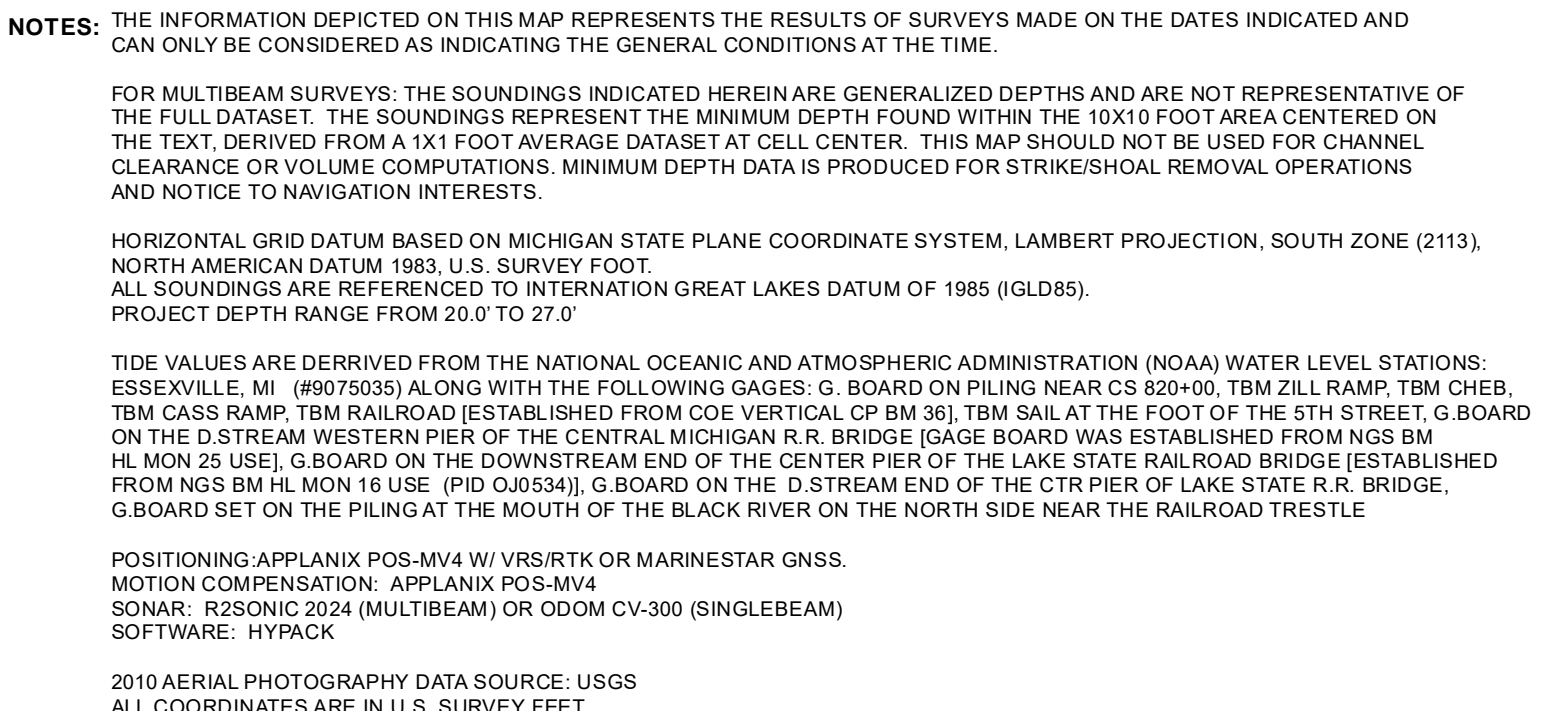 NOTES: THE INFORMATION DEPICTED ON THIS MAP REPRESENTS THE RESULTS OF SURVEYS MADE ON THE DATES INDICATED AND
CAN ONLY BE CONSIDERED AS INDICATING THE GENERAL CONDITIONS AT THE TIME.
FOR MULTIBEAM SURVEYS: THE SOUNDINGS INDICATED HEREIN ARE GENERALIZED DEPTHS AND ARE NOT REPRESENTATIVE OF
THE FULL DATASET.  THE SOUNDINGS REPRESENT THE MINIMUM DEPTH FOUND WITHIN THE 10X10 FOOT AREA CENTERED ON
THE TEXT, DERIVED FROM A 1X1 FOOT AVERAGE DATASET AT CELL CENTER.  THIS MAP SHOULD NOT BE USED FOR CHANNEL
CLEARANCE OR VOLUME COMPUTATIONS. MINIMUM DEPTH DATA IS PRODUCED FOR STRIKE/SHOAL REMOVAL OPERATIONS
AND NOTICE TO NAVIGATION INTERESTS.
HORIZONTAL GRID DATUM BASED ON MICHIGAN STATE PLANE COORDINATE SYSTEM, LAMBERT PROJECTION, SOUTH ZONE (2113),
NORTH AMERICAN DATUM 1983, U.S. SURVEY FOOT.
ALL SOUNDINGS ARE REFERENCED TO INTERNATION GREAT LAKES DATUM OF 1985 (IGLD85).
PROJECT DEPTH RANGE FROM 20.0’ TO 27.0’
TIDE VALUES ARE DERRIVED FROM THE NATIONAL OCEANIC AND ATMOSPHERIC ADMINISTRATION (NOAA) WATER LEVEL STATIONS:
ESSEXVILLE, MI   (#9075035) ALONG WITH THE FOLLOWING GAGES: G. BOARD ON PILING NEAR CS 820+00, TBM ZILL RAMP, TBM CHEB,
TBM CASS RAMP, TBM RAILROAD [ESTABLISHED FROM COE VERTICAL CP BM 36], TBM SAIL AT THE FOOT OF THE 5TH STREET, G.BOARD
ON THE D.STREAM WESTERN PIER OF THE CENTRAL MICHIGAN R.R. BRIDGE [GAGE BOARD WAS ESTABLISHED FROM NGS BM
HL MON 25 USE], G.BOARD ON THE DOWNSTREAM END OF THE CENTER PIER OF THE LAKE STATE RAILROAD BRIDGE [ESTABLISHED
FROM NGS BM HL MON 16 USE  (PID OJ0534)], G.BOARD ON THE  D.STREAM END OF THE CTR PIER OF LAKE STATE R.R. BRIDGE,
G.BOARD SET ON THE PILING AT THE MOUTH OF THE BLACK RIVER ON THE NORTH SIDE NEAR THE RAILROAD TRESTLE
POSITIONING:APPLANIX POS-MV4 W/ VRS/RTK OR MARINESTAR GNSS.
MOTION COMPENSATION:  APPLANIX POS-MV4
SONAR:  R2SONIC 2024 (MULTIBEAM) OR ODOM CV-300 (SINGLEBEAM)
SOFTWARE:  HYPACK
2010 AERIAL PHOTOGRAPHY DATA SOURCE: USGS
ALL COORDINATES ARE IN U.S. SURVEY FEET